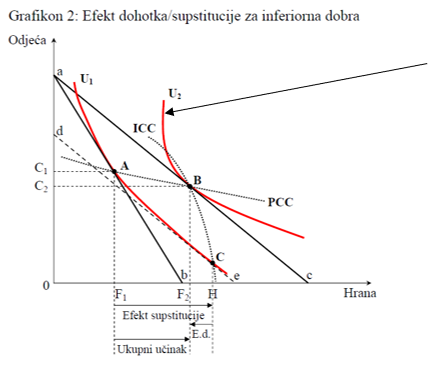 Grafikon 2: Efekt dohotka/supstitucije za inferiorna dobra
Odjeća
a
U1
U2
ICC
d
A
C1
B
C2
PCC
C
b
e
c
0
F1
F2
H
Hrana
Efekt supstitucije
E.d.
Ukupni učinak